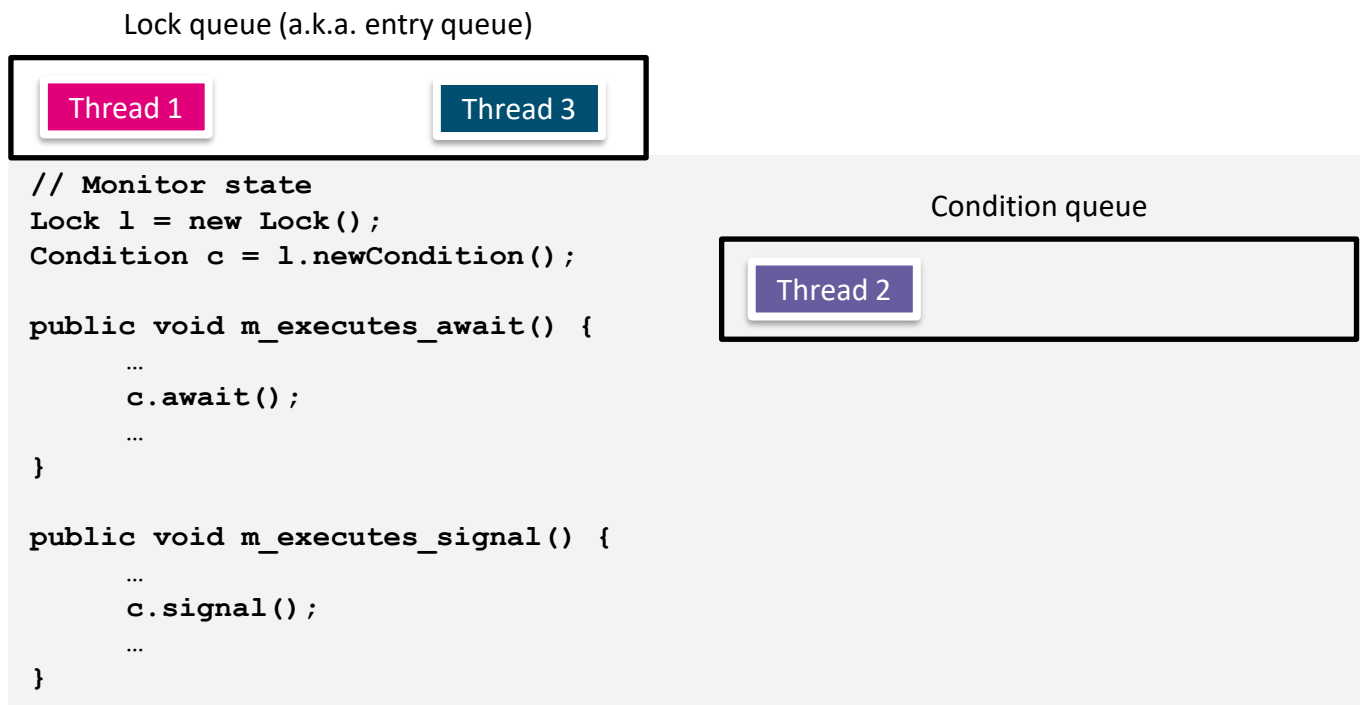 Lock queue (a.k.a. entry queue)
Thread 1
Thread 3
// Monitor state
Lock l = new Lock();
Condition c = l.newCondition();
public void m_executes_await() {
…
c.await();
…
}
public void m_executes_signal() {
…
c.signal();
…
}
Condition queue
Thread 2